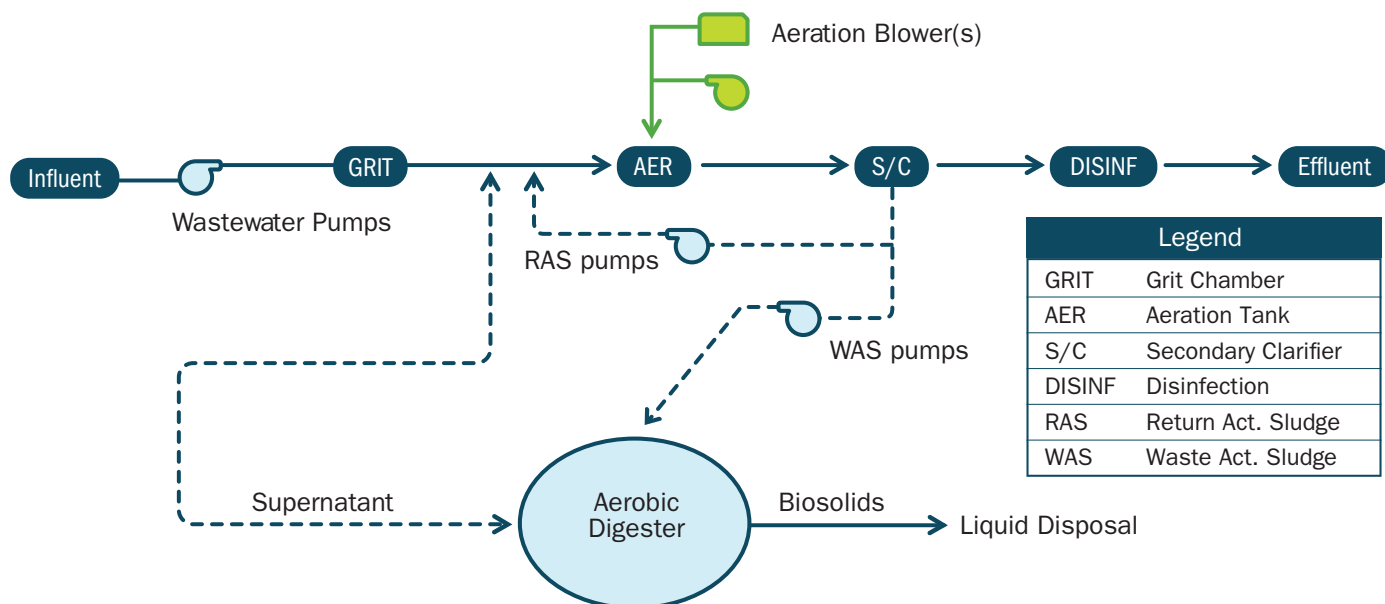 Aeration Blower(s)
Influent
GRIT
AER
S/C
DISINF
Effluent
Wastewater Pumps
RAS pumps
WAS pumps
Legend
GRIT Grit Chamber
AER Aeration Tank
S/C Secondary Clarifier
DISINF Disinfection
RAS Return Act. Sludge
WAS Waste Act. Sludge
Supernatant
Aerobic
Digester
Biosolids
Liquid Disposal